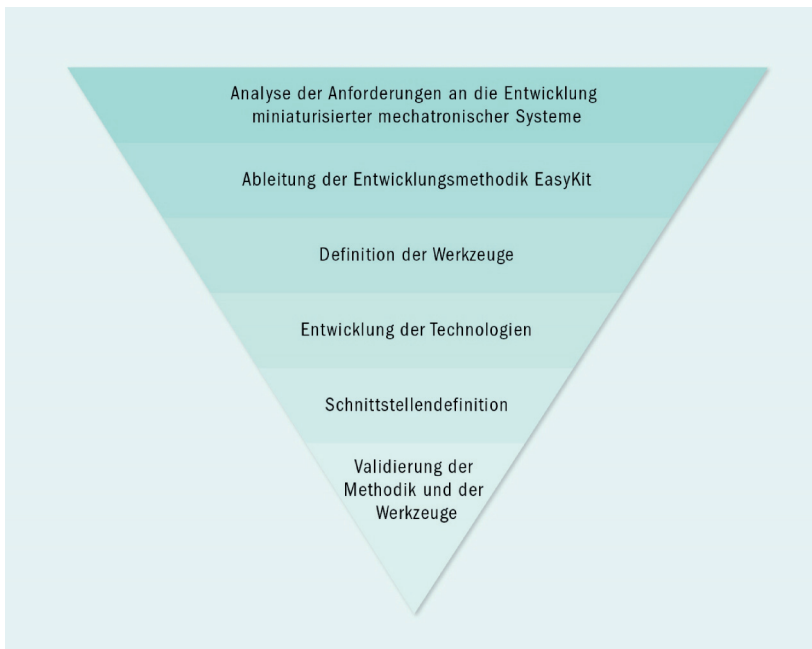 Analyse der Anforderungen an die Entwicklung
miniaturisierter mechatronischer Systeme
Ableitung der Entwicklungsmethodik EasyKit
Definition der Werkzeuge
Entwicklung der Technologien
Schnittstellendefinition
Validierung der
Methodik und der
Werkzeuge